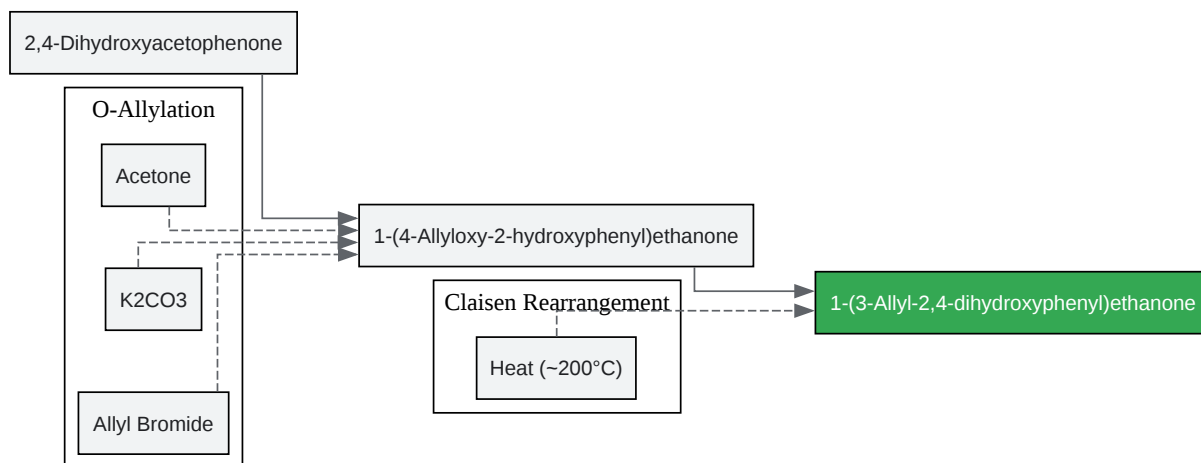 2,4-Dihydroxyacetophenone
O-Allylation
Acetone
K2CO3
Allyl Bromide
1-(4-Allyloxy-2-hydroxyphenyl)ethanone
Claisen Rearrangement
Heat (~200°C)
1-(3-Allyl-2,4-dihydroxyphenyl)ethanone